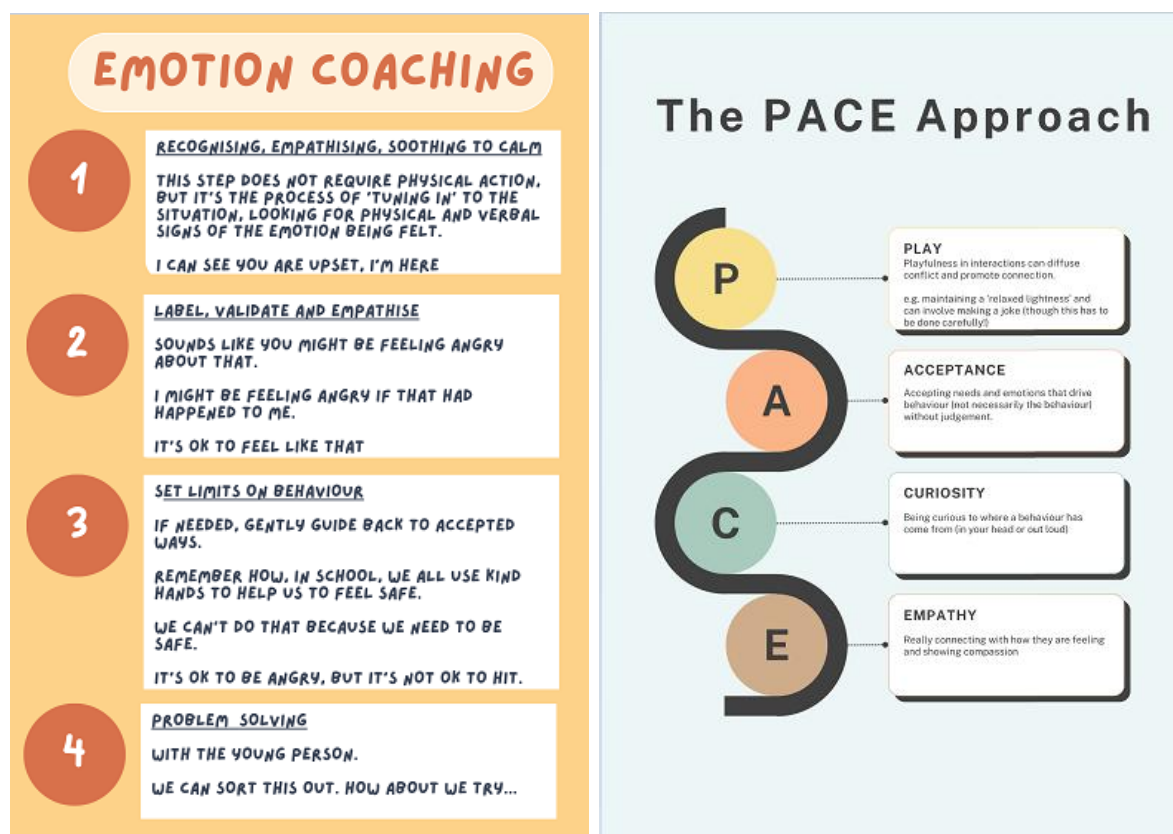 EMOTION COACHING
1
RECOGNISING, EMPATHISING, SOOTHING TO CALM
THIS STEP DOES NOT REQUIRE PHYSICAL ACTION,
BUT IT'S THE PROCESS OF 'TUNING IN' TO THE
SITUATION, LOOKING FOR PHYSICAL AND VERBAL
SIGNS OF THE EMOTION BEING FELT.
I CAN SEE YOU ARE UPSET, I'M HERE
2
LABEL, VALIDATE AND EMPATHISE
SOUNDS LIKE YOU MIGHT BE FEELING ANGRY
ABOUT THAT.
I MIGHT BE FEELING ANGRY IF THAT HAD
HAPPENED TO ME.
IT'S OK TO FEEL LIKE THAT
3
SET LIMITS ON BEHAVIOUR
IF NEEDED, GENTLY GUIDE BACK TO ACCEPTED
WAYS.
REMEMBER HOW, IN SCHOOL, WE ALL USE KIND
HANDS TO HELP US TO FEEL SAFE.
WE CAN'T DO THAT BECAUSE WE NEED TO BE
SAFE.
IT'S OK TO BE ANGRY, BUT IT'S NOT OK TO HIT.
4
PROBLEM SOLVING
WITH THE YOUNG PERSON.
WE CAN SORT THIS OUT. HOW ABOUT WE TRY...
The PACE Approach
P
PLAY
Playfulness in interactions can diffuse
conflict and promote connection.
e.g. maintaining a 'relaxed lightness' and
can involve making a joke (though this has to
be done carefully!)
A
ACCEPTANCE
Accepting needs and emotions that drive
behaviour (not necessarily the behaviour)
without judgement.
C
CURIOSITY
Being curious to where a behaviour has
come from (in your head or out loud)
E
EMPATHY
Really connecting with how they are feeling
and showing compassion